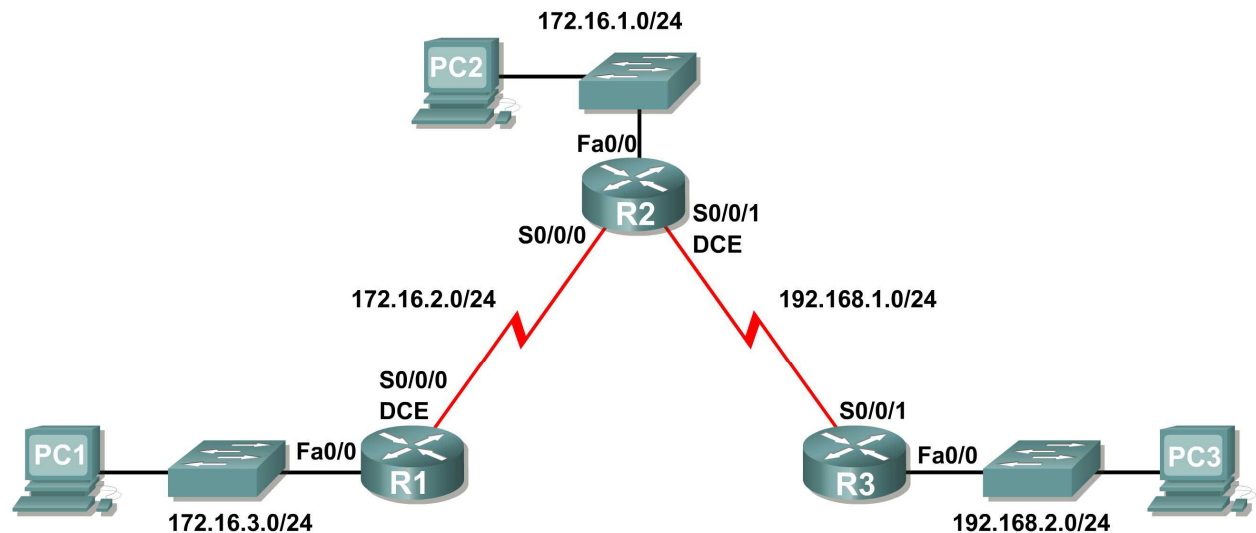 172.16.1.0/24
PC2
Fa0/0
R2
S0/0/1
DCE
S0/0/0
172.16.2.0/24
192.168.1.0/24
S0/0/0
DCE
S0/0/1
PC1
Fa0/0
R1
R3
Fa0/0
PC3
172.16.3.0/24
192.168.2.0/24